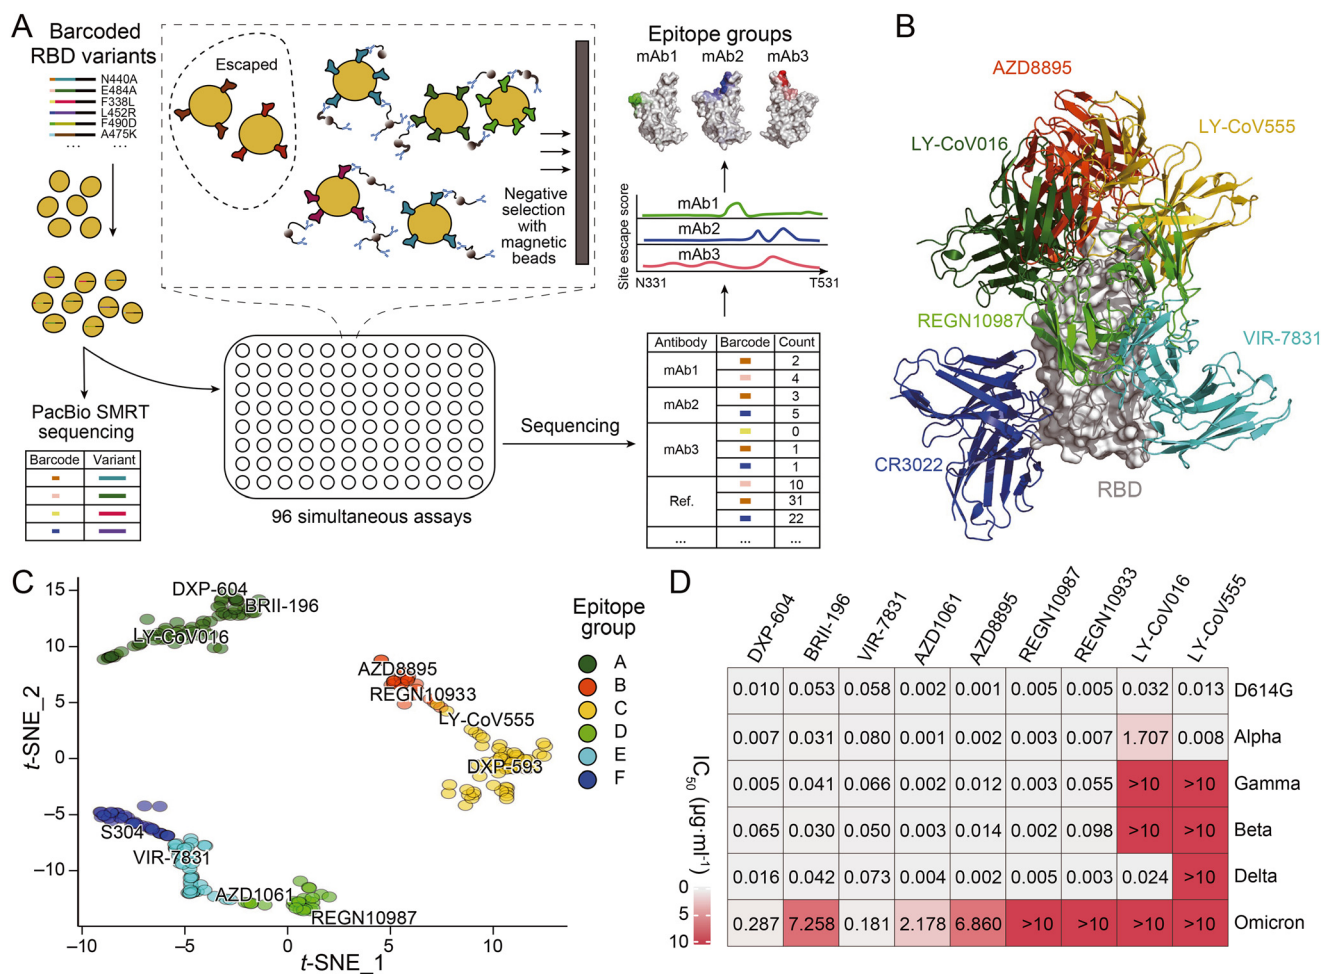 A
Barcoded
RBD variants
N440A
E484A
F338L
L452R
F490D
A475K
... ...
Escaped
Negative
selection
with
magnetic
beads
PacBio SMRT
sequencing
Barcode Variant
96 simultaneous assays
Sequencing
Epitope groups
mAb1 mAb2 mAb3
Site escape score
mAb1
mAb2
mAb3
N331 T531
Antibody Barcode Count
mAb1 2
4
mAb2 3
5
mAb3 0
1
1
Ref. 10
31
22
... ... ...
B
AZD8895
LY-CoV555
LY-CoV016
REGN10987
VIR-7831
CR3022
RBD
C
t-SNE_2
15
10
5
0
−5
−10
−10 −5 0 5 10
t-SNE_1
DXP-604
BRII-196
LY-CoV016
AZD8895
REGN10933
LY-CoV555
DXP-593
S304
VIR-7831
AZD1061
REGN10987
Epitope
group
A
B
C
D
E
F
D
DXP-604 BRII-196 VIR-7831 AZD1061 AZD8895 REGN10987 REGN10933 LY-CoV016 LY-CoV555
0.010 0.053 0.058 0.002 0.001 0.005 0.005 0.032 0.013 D614G
0.007 0.031 0.080 0.001 0.002 0.003 0.007 1.707 0.008 Alpha
0.005 0.041 0.066 0.002 0.012 0.003 0.055 >10 >10 Gamma
0.065 0.030 0.050 0.003 0.014 0.002 0.098 >10 >10 Beta
0.016 0.042 0.073 0.004 0.002 0.005 0.003 0.024 >10 Delta
0.287 7.258 0.181 2.178 6.860 >10 >10 >10 >10 Omicron
IC50 (µg·ml-1)
0
5
10